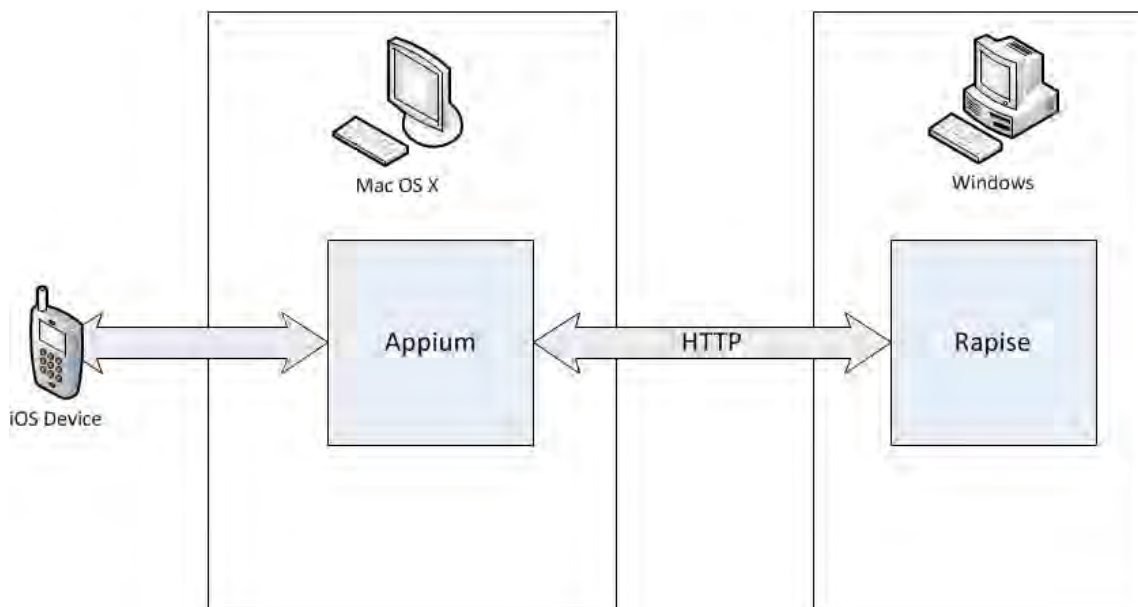 Mac OS X
Windows
Appium
HTTP
Rapise
iOS Device